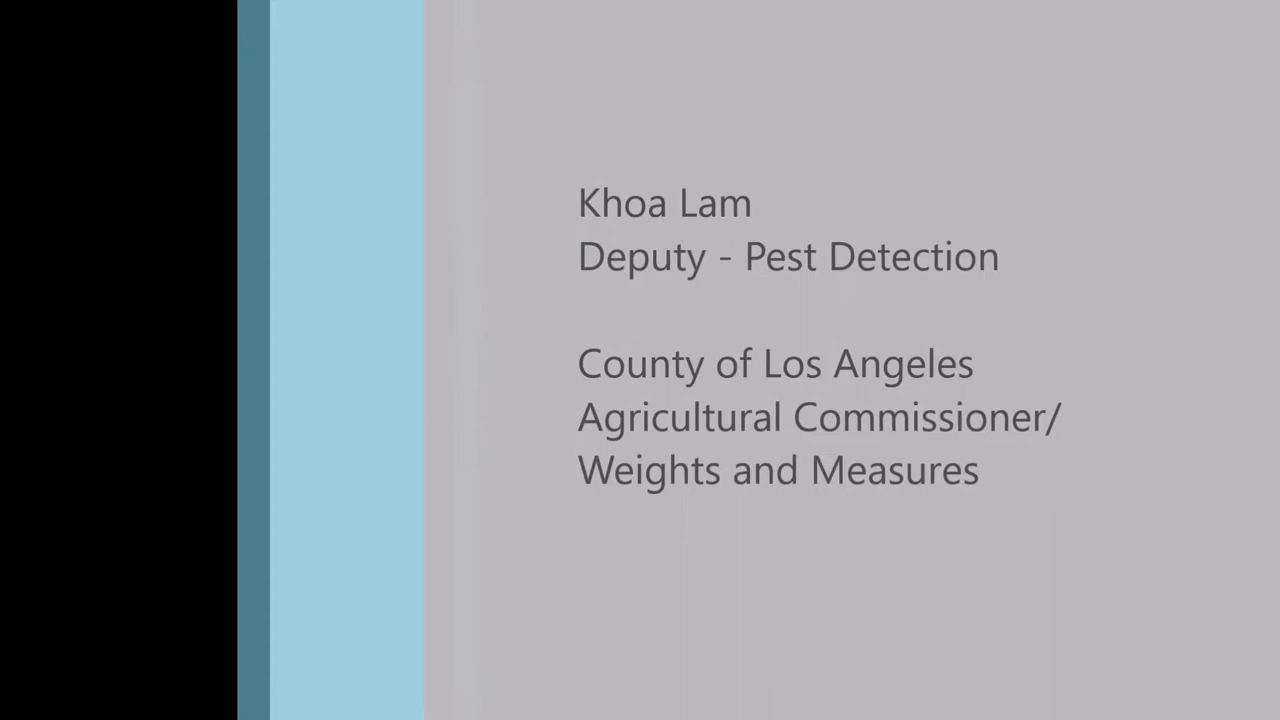 Khoa Lam
Deputy - Pest Detection
County of Los Angeles
Agricultural Commissioner/
Weights and Measures